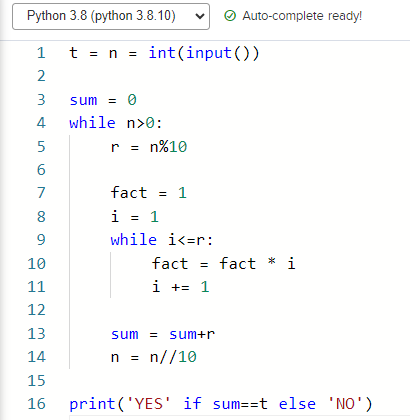 Python 3.8 (python 3.8.10) Auto-complete ready!
1 t = n = int(input())
2
3 sum = 0
4 while n>0:
5     r = n%10
6
7     fact = 1
8     i = 1
9     while i<=r:
10         fact = fact * i
11         i += 1
12
13     sum = sum+r
14     n = n//10
15
16 print('YES' if sum==t else 'NO')